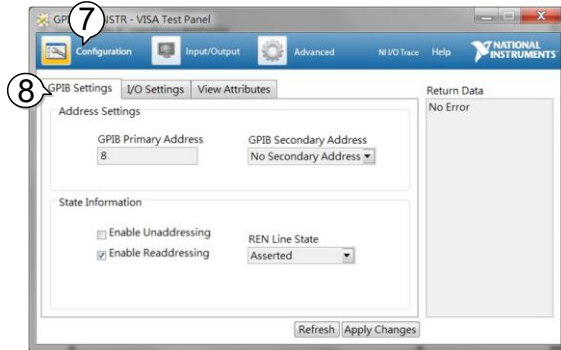 7
GPIB INSTR - VISA Test Panel
Configuration Input/Output Advanced NI I/O Trace Help NATIONAL INSTRUMENTS
8
GPIB Settings I/O Settings View Attributes
Return Data
Address Settings
No Error
GPIB Primary Address GPIB Secondary Address
8 No Secondary Address
State Information
Enable Unaddressing
REN Line State
Enable Readdressing
Asserted
Refresh Apply Changes